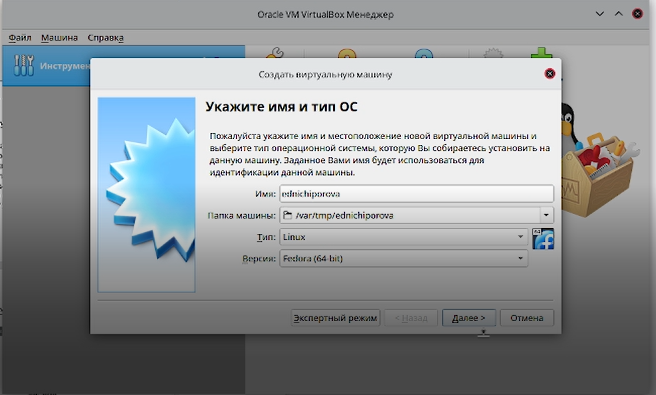 Oracle VM VirtualBox Менеджер
Файл Машина Справка
Создать виртуальную машину
Укажите имя и тип ОС
Пожалуйста укажите имя и местоположение новой виртуальной машины и
выберите тип операционной системы, которую Вы собираетесь установить на
данную машину. Заданное Вами имя будет использоваться для
идентификации данной машины.
Имя: ednichiporova
Папка машины: /var/tmp/ednichiporova
Тип: Linux
64
Версия: Fedora (64-bit)
Экспертный режим < Назад Далее > Отмена